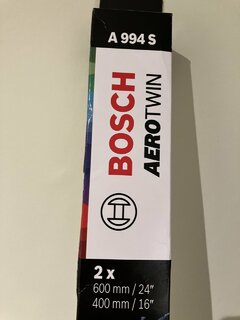 A 994 S
BOSCH
AEROTWIN
2 x
600 mm / 24"
400 mm / 16"